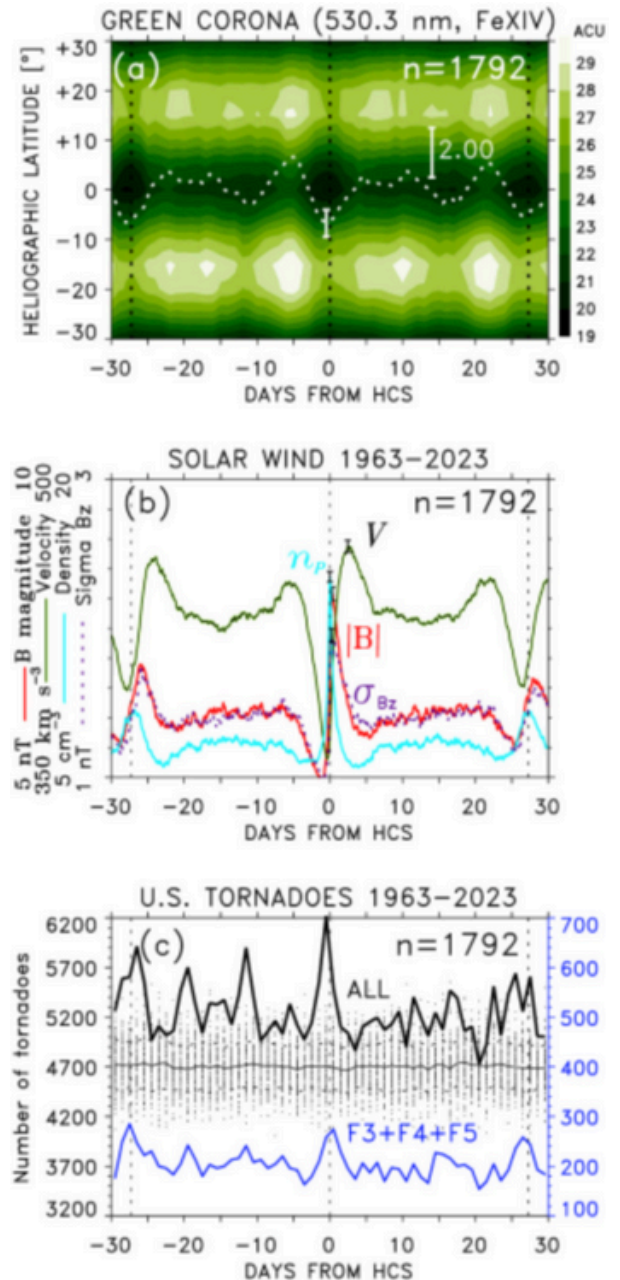 GREEN CORONA (530.3 nm, FeXIV)
ACU
HELIOGRAPHIC LATITUDE [°]
+30
+20
+10
0
−10
−20
−30
(a)
n=1792
2.00
29
28
27
26
25
24
23
22
21
20
19
−30 −20 −10 0 10 20 30
DAYS FROM HCS
SOLAR WIND 1963−2023
5 nT B magnitude 10
350 km s⁻³ Velocity 500
5 cm⁻³ Density 20
1 nT Sigma Bz 3
(b)
n=1792
V
nₚ
|B|
σBz
−30 −20 −10 0 10 20 30
DAYS FROM HCS
U.S. TORNADOES 1963−2023
Number of tornadoes
6200
5700
5200
4700
4200
3700
3200
(c)
n=1792
ALL
F3+F4+F5
700
600
500
400
300
200
100
−30 −20 −10 0 10 20 30
DAYS FROM HCS